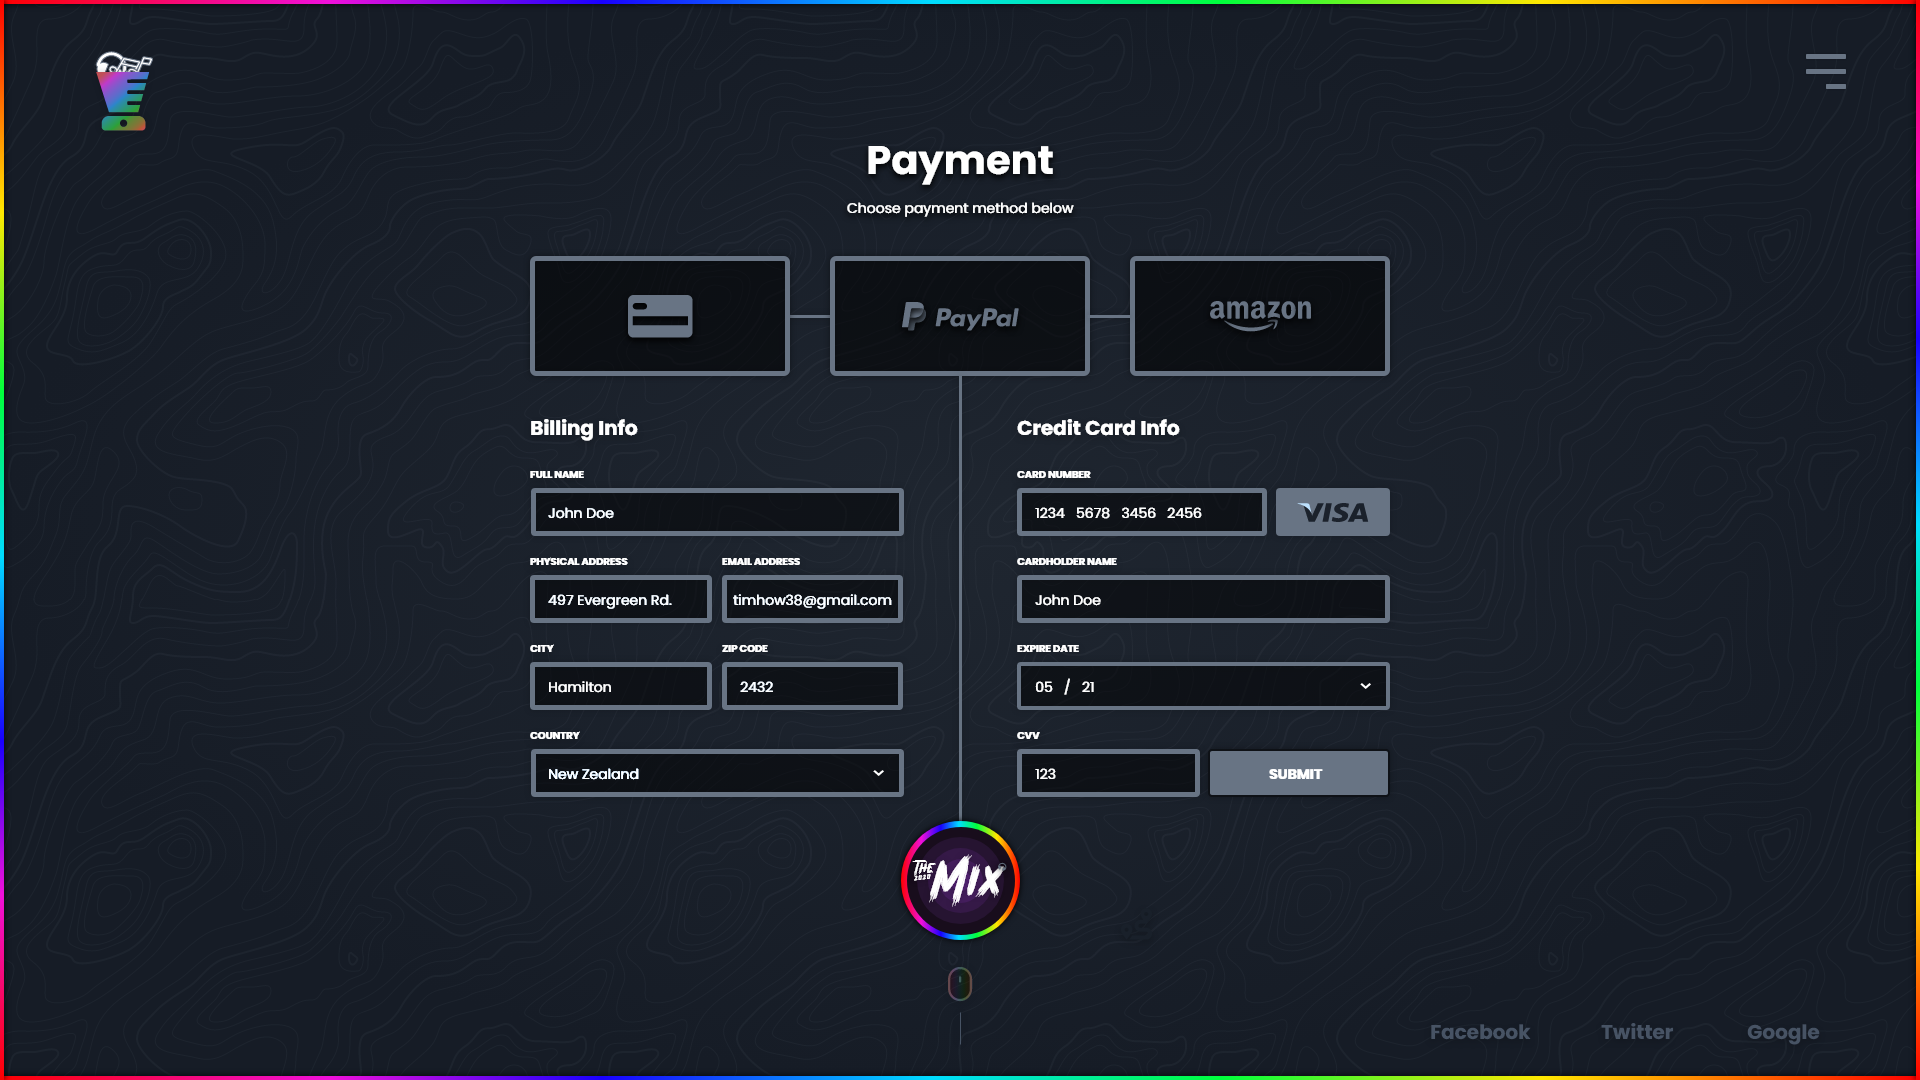 Payment
Choose payment method below
PayPal
amazon
Billing Info
FULL NAME
John Doe
PHYSICAL ADDRESS
EMAIL ADDRESS
497 Evergreen Rd.
timhow38@gmail.com
CITY
ZIP CODE
Hamilton
2432
COUNTRY
New Zealand
Credit Card Info
CARD NUMBER
1234 5678 3456 2456
VISA
CARDHOLDER NAME
John Doe
EXPIRE DATE
05 / 21
CVV
123
SUBMIT
THE
2020
MIX
Facebook
Twitter
Google